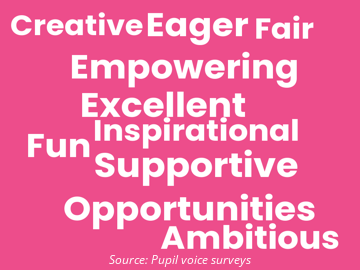 Creative Eager Fair
Empowering
Excellent
Inspirational
Fun
Supportive
Opportunities
Ambitious
Source: Pupil voice surveys